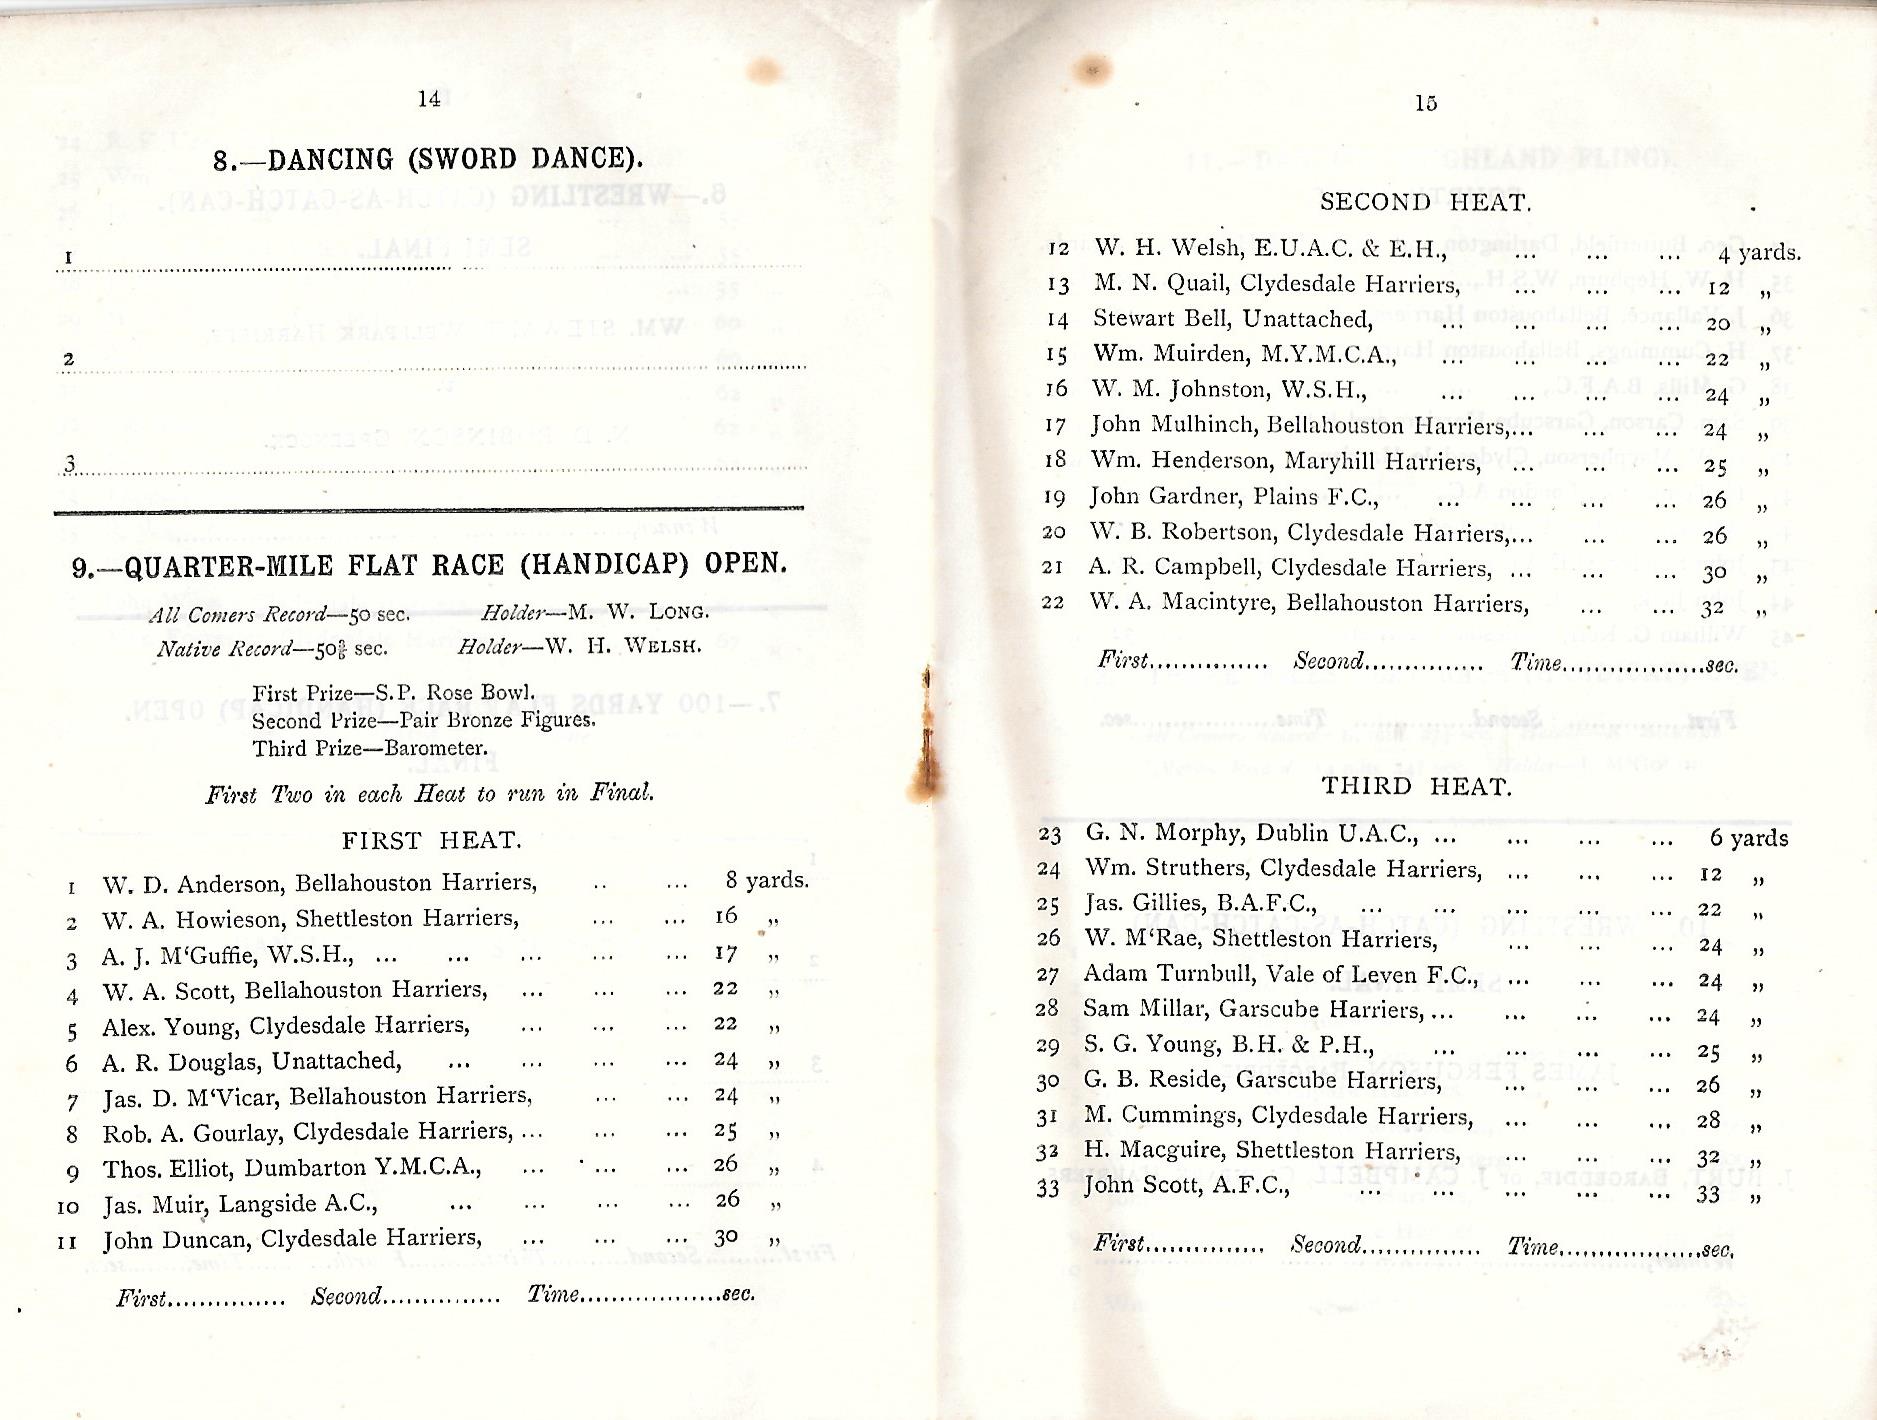 14
8.—DANCING (SWORD DANCE).
1
2
3
9.—QUARTER-MILE FLAT RACE (HANDICAP) OPEN.
All Comers Record—50 sec. Holder—M. W. LONG.
Native Record—50⅗ sec. Holder—W. H. WELSH.
First Prize—S.P. Rose Bowl.
Second Prize—Pair Bronze Figures.
Third Prize—Barometer.
First Two in each Heat to run in Final.
FIRST HEAT.
1 W. D. Anderson, Bellahouston Harriers, .. ... 8 yards.
2 W. A. Howieson, Shettleston Harriers, ... ... 16 „
3 A. J. M‘Guffie, W.S.H., ... ... ... ... ... 17 „
4 W. A. Scott, Bellahouston Harriers, ... ... ... 22 „
5 Alex. Young, Clydesdale Harriers, ... ... ... 22 „
6 A. R. Douglas, Unattached, ... ... ... ... 24 „
7 Jas. D. M‘Vicar, Bellahouston Harriers, ... ... 24 „
8 Rob. A. Gourlay, Clydesdale Harriers, ... ... ... 25 „
9 Thos. Elliot, Dumbarton Y.M.C.A., ... ... ... 26 „
10 Jas. Muir, Langside A.C., ... ... ... ... 26 „
11 John Duncan, Clydesdale Harriers, ... ... ... 30 „
First............... Second............... Time..................sec.
15
SECOND HEAT.
12 W. H. Welsh, E.U.A.C. & E.H., ... ... ... 4 yards.
13 M. N. Quail, Clydesdale Harriers, ... ... ... 12 „
14 Stewart Bell, Unattached, ... ... ... ... 20 „
15 Wm. Muirden, M.Y.M.C.A., ... ... ... ... 22 „
16 W. M. Johnston, W.S.H., ... ... ... ... 24 „
17 John Mulhinch, Bellahouston Harriers,... ... ... 24 „
18 Wm. Henderson, Maryhill Harriers, ... ... ... 25 „
19 John Gardner, Plains F.C., ... ... ... ... 26 „
20 W. B. Robertson, Clydesdale Harriers,... ... ... 26 „
21 A. R. Campbell, Clydesdale Harriers, ... ... ... 30 „
22 W. A. Macintyre, Bellahouston Harriers, ... ... 32 „
First............... Second............... Time..................sec.
THIRD HEAT.
23 G. N. Morphy, Dublin U.A.C., ... ... ... ... 6 yards
24 Wm. Struthers, Clydesdale Harriers, ... ... ... 12 „
25 Jas. Gillies, B.A.F.C., ... ... ... ... ... 22 „
26 W. M‘Rae, Shettleston Harriers, ... ... ... 24 „
27 Adam Turnbull, Vale of Leven F.C., ... ... ... 24 „
28 Sam Millar, Garscube Harriers, ... ... ... ... 24 „
29 S. G. Young, B.H. & P.H., ... ... ... ... 25 „
30 G. B. Reside, Garscube Harriers, ... ... ... 26 „
31 M. Cummings, Clydesdale Harriers, ... ... ... 28 „
32 H. Macguire, Shettleston Harriers, ... ... ... 32 „
33 John Scott, A.F.C., ... ... ... ... ... 33 „
First............... Second............... Time..................sec.